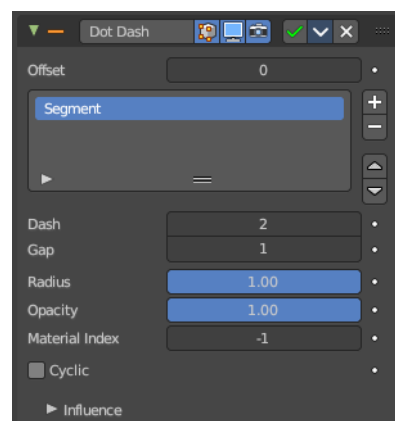 Dot Dash
Offset 0
Segment
Dash 2
Gap 1
Radius 1.00
Opacity 1.00
Material Index -1
Cyclic
Influence